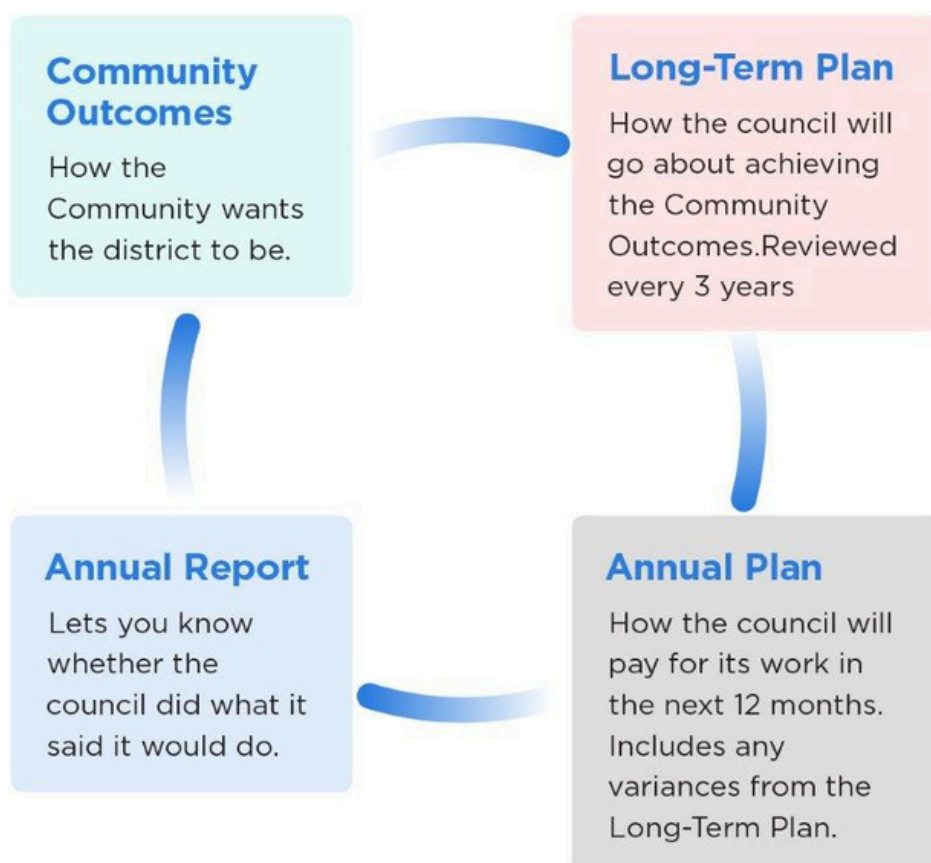 Community
Outcomes
How the
Community wants
the district to be.
Long-Term Plan
How the council will
go about achieving
the Community
Outcomes.Reviewed
every 3 years
Annual Report
Lets you know
whether the
council did what it
said it would do.
Annual Plan
How the council will
pay for its work in
the next 12 months.
Includes any
variances from the
Long-Term Plan.